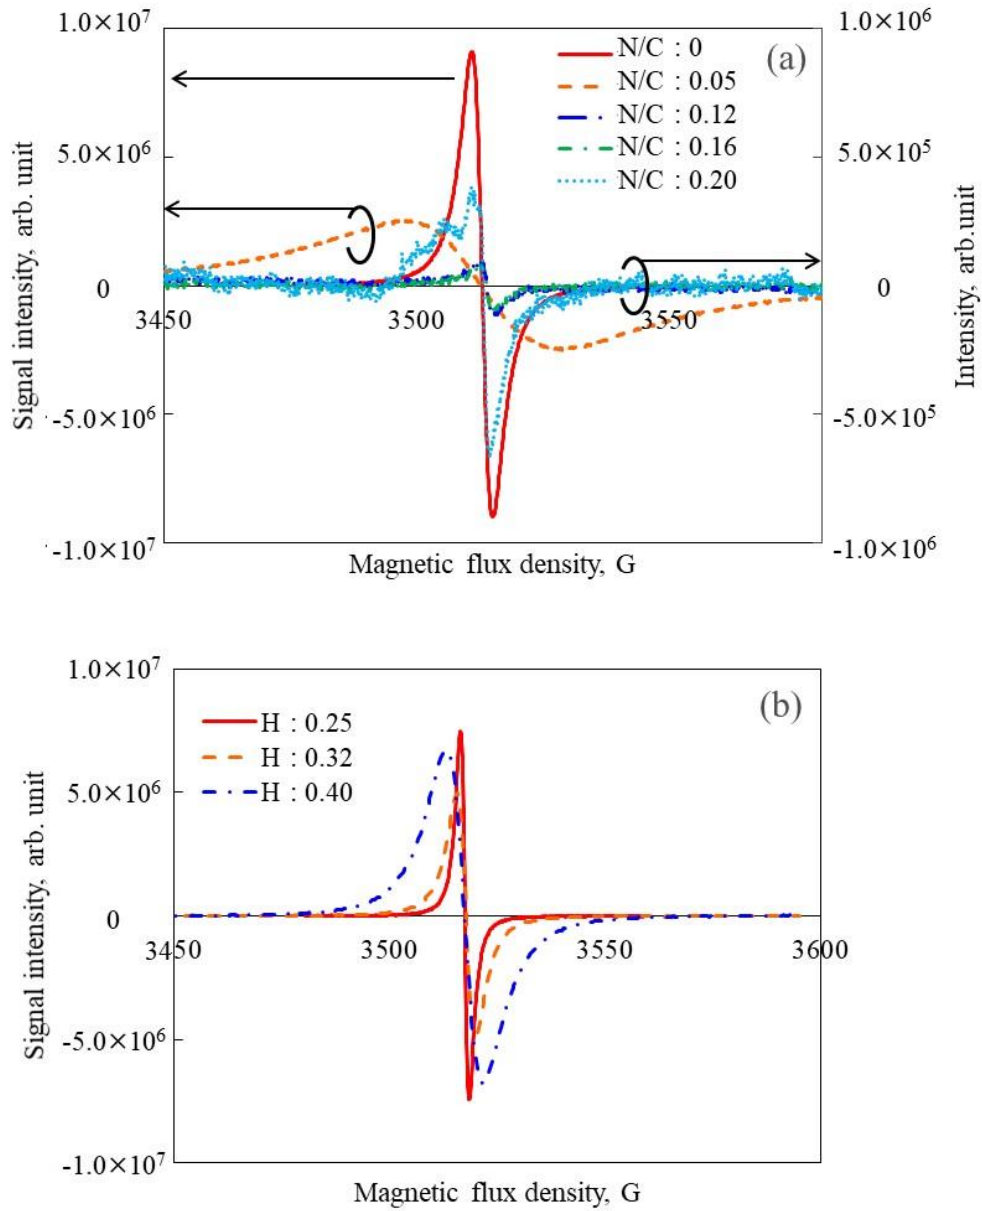 1.0×10⁷
1.0×10⁶
(a)
N/C : 0
N/C : 0.05
N/C : 0.12
N/C : 0.16
N/C : 0.20
5.0×10⁶
5.0×10⁵
0
0
3450
3500
3550
-5.0×10⁶
-5.0×10⁵
-1.0×10⁷
-1.0×10⁶
Signal intensity, arb. unit
Intensity, arb.unit
Magnetic flux density, G
1.0×10⁷
(b)
H : 0.25
H : 0.32
H : 0.40
5.0×10⁶
0
3450
3500
3550
3600
-5.0×10⁶
-1.0×10⁷
Signal intensity, arb. unit
Magnetic flux density, G